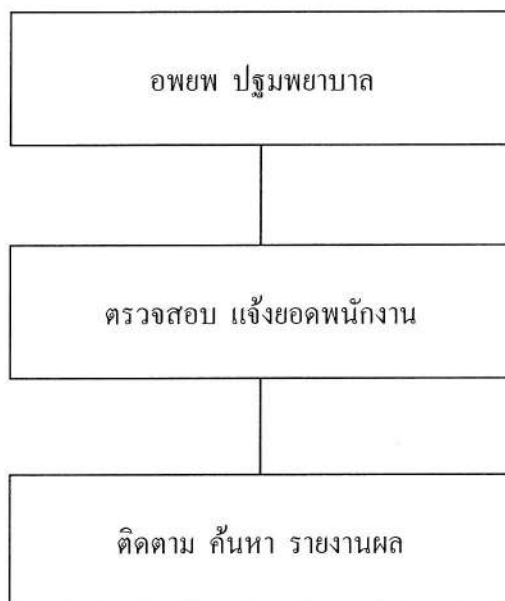 อพยพ ปฐมพยาบาล
ตรวจสอบ แจ้งยอดพนักงาน
ติดตาม ค้นหา รายงานผล